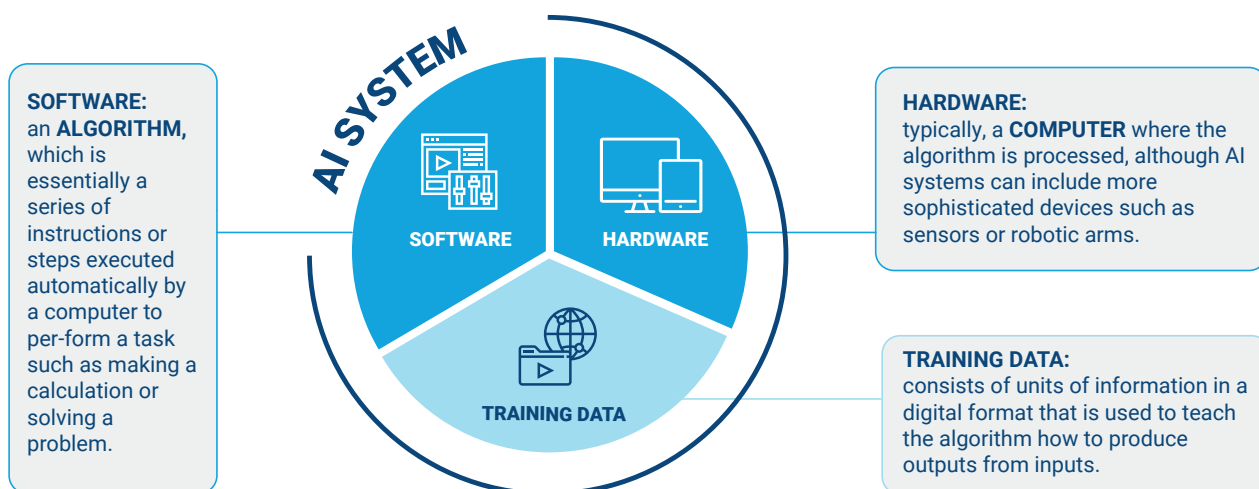 AI SYSTEM
SOFTWARE:
an ALGORITHM,
which is
essentially a
series of
instructions or
steps executed
automatically by
a computer to
per-form a task
such as making a
calculation or
solving a
problem.
SOFTWARE
HARDWARE
TRAINING DATA
HARDWARE:
typically, a COMPUTER where the
algorithm is processed, although AI
systems can include more
sophisticated devices such as
sensors or robotic arms.
TRAINING DATA:
consists of units of information in a
digital format that is used to teach
the algorithm how to produce
outputs from inputs.